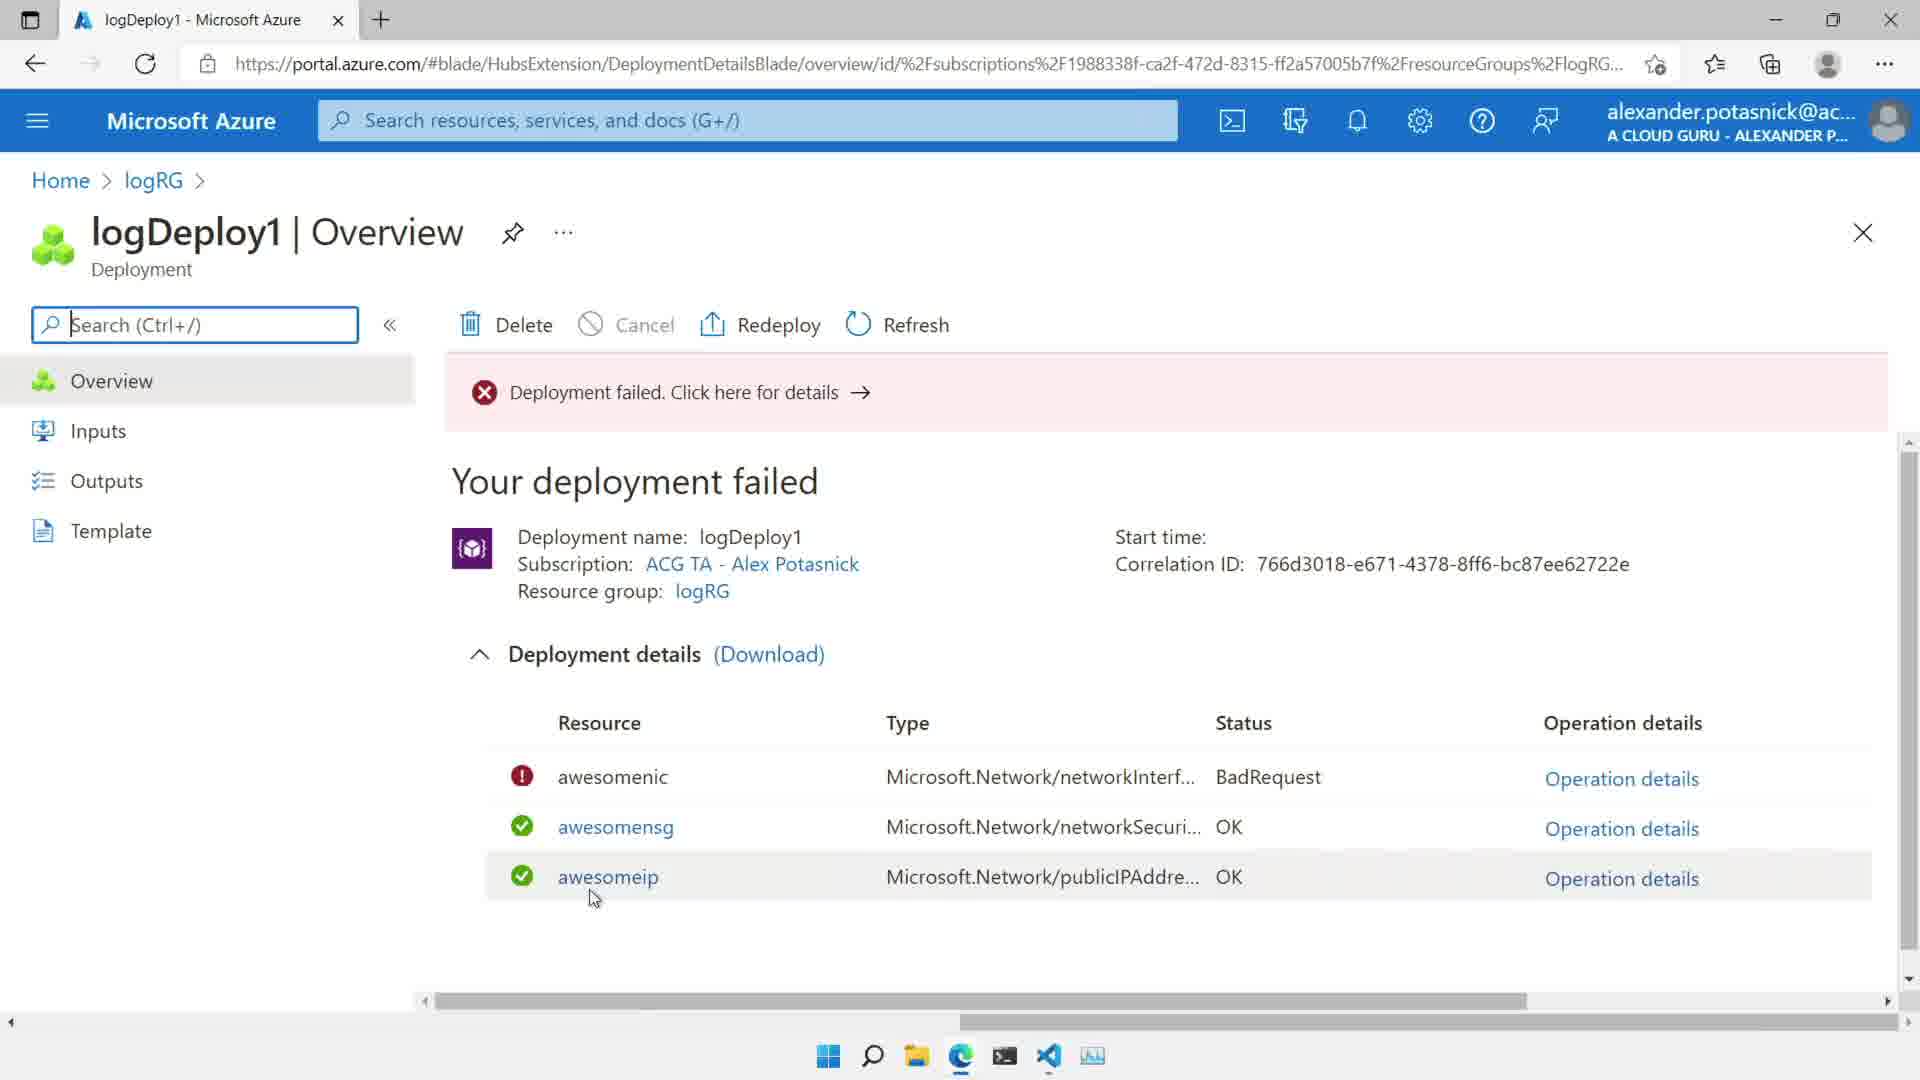 logDeploy1 - Microsoft Azure
https://portal.azure.com/#blade/HubsExtension/DeploymentDetailsBlade/overview/id/%2Fsubscriptions%2F1988338f-ca2f-472d-8315-ff2a57005b7f%2FresourceGroups%2FlogRG...
Microsoft Azure
Search resources, services, and docs (G+/)
alexander.potasnick@ac...
A CLOUD GURU - ALEXANDER P...
Home > logRG >
logDeploy1 | Overview
Deployment
Search (Ctrl+/)
Delete Cancel Redeploy Refresh
Overview
Inputs
Outputs
Template
Deployment failed. Click here for details →
Your deployment failed
Deployment name: logDeploy1
Subscription: ACG TA - Alex Potasnick
Resource group: logRG
Start time:
Correlation ID: 766d3018-e671-4378-8ff6-bc87ee62722e
Deployment details (Download)
Resource Type Status Operation details
awesomenic Microsoft.Network/networkInterf... BadRequest Operation details
awesomensg Microsoft.Network/networkSecuri... OK Operation details
awesomeip Microsoft.Network/publicIPAddre... OK Operation details